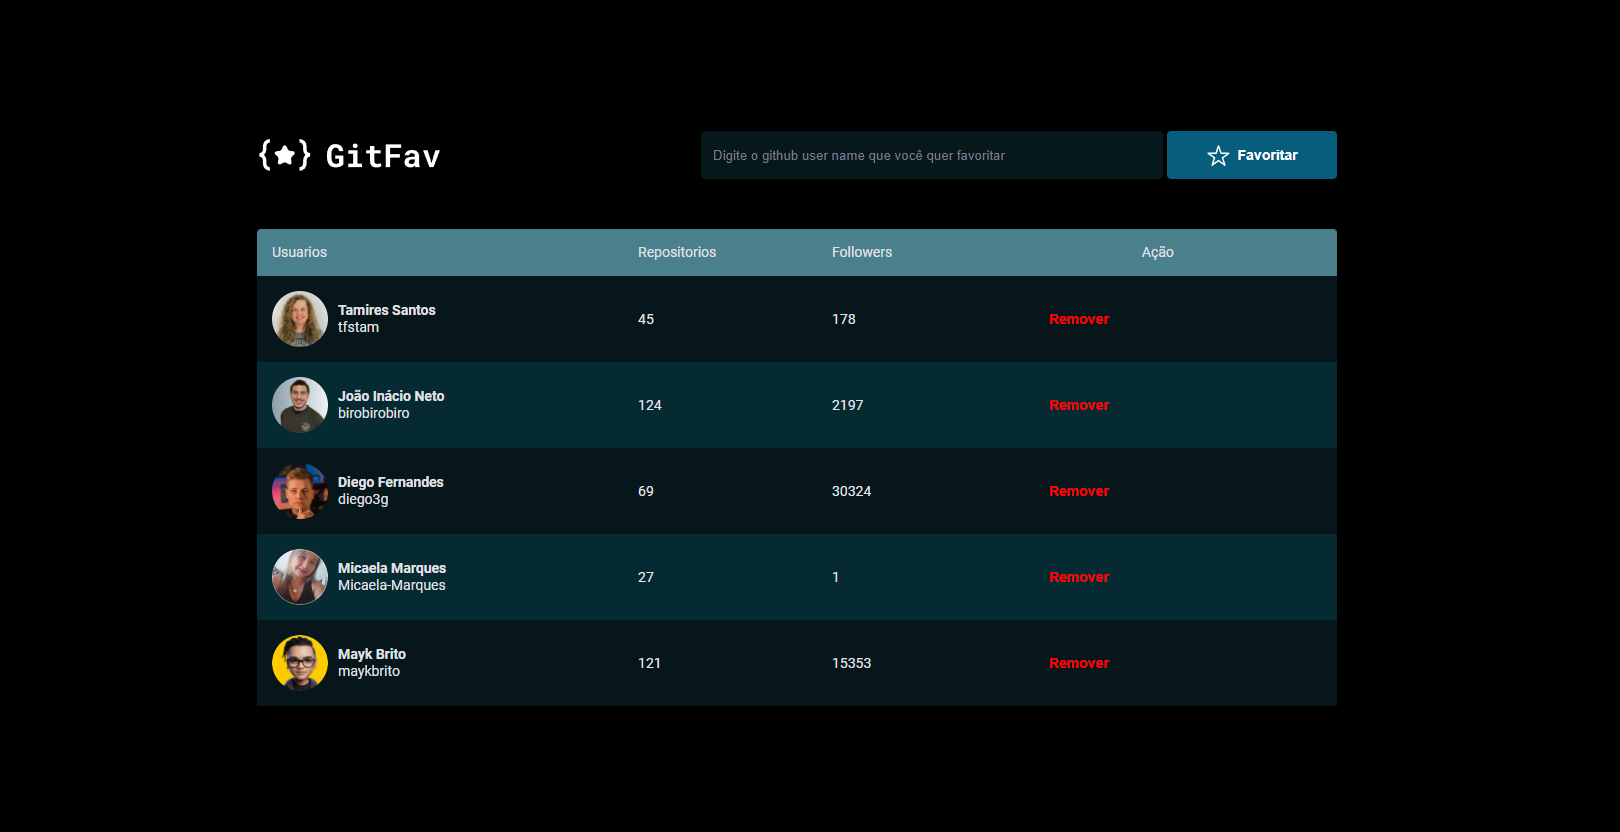 GitFav
Digite o github user name que você quer favoritar
Favoritar
Usuarios Repositorios Followers Ação
Tamires Santos
tfstam
45 178 Remover
João Inácio Neto
birobirobiro
124 2197 Remover
Diego Fernandes
diego3g
69 30324 Remover
Micaela Marques
Micaela-Marques
27 1 Remover
Mayk Brito
maykbrito
121 15353 Remover